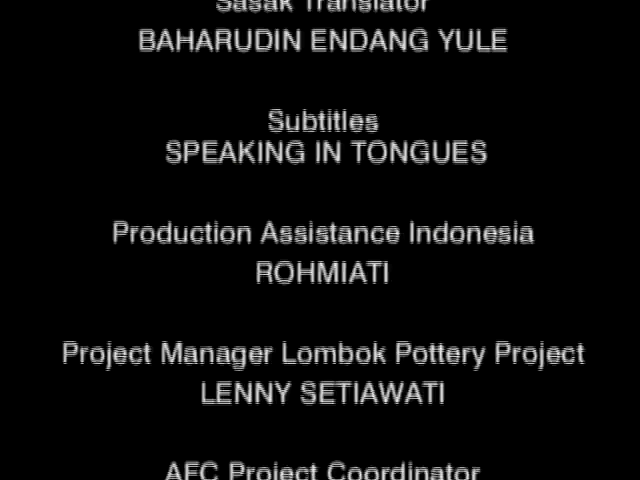 Sasak Translator
BAHARUDIN ENDANG YULE
Subtitles
SPEAKING IN TONGUES
Production Assistance Indonesia
ROHMIATI
Project Manager Lombok Pottery Project
LENNY SETIAWATI
AFC Project Coordinator